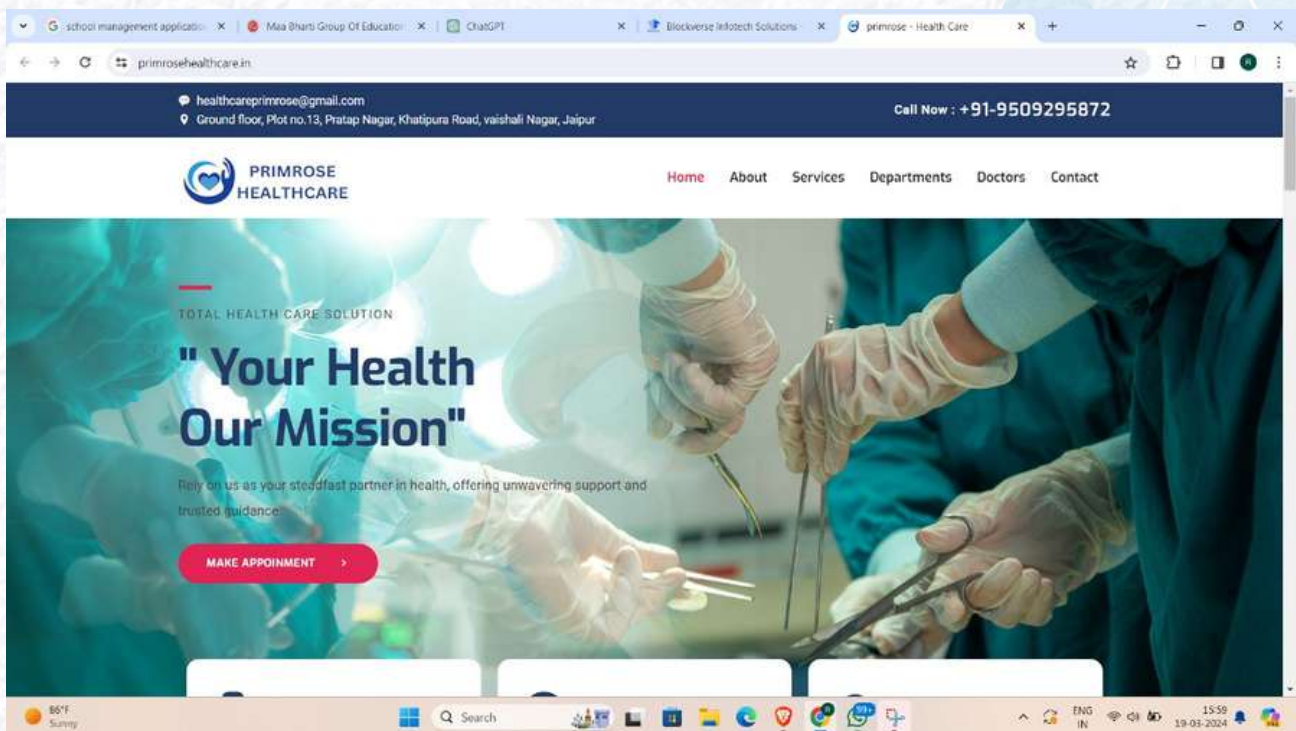 school management applicatio
Maa Bharti Group Of Education
ChatGPT
Blockverse Infotech Solutions
primrose - Health Care
primrosehealthcare.in
healthcareprimrose@gmail.com
Ground floor, Plot no.13, Pratap Nagar, Khatipura Road, vaishali Nagar, Jaipur
Call Now : +91-9509295872
PRIMROSE
HEALTHCARE
Home About Services Departments Doctors Contact
TOTAL HEALTH CARE SOLUTION
" Your Health
Our Mission"
Rely on us as your steadfast partner in health, offering unwavering support and
trusted guidance.
MAKE APPOINMENT >
86°F
Sunny
Search
99+
ENG
IN
15:59
19-03-2024